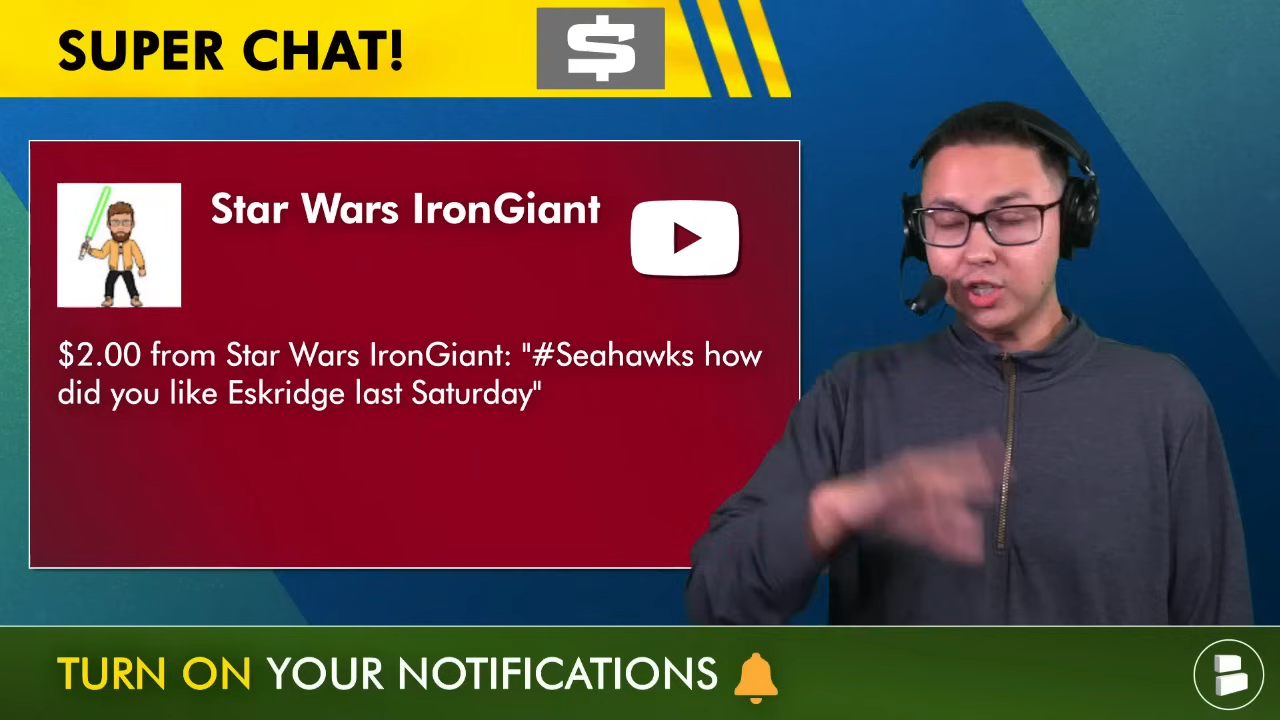 SUPER CHAT!
Star Wars IronGiant
$2.00 from Star Wars IronGiant: "#Seahawks how
did you like Eskridge last Saturday"
TURN ON YOUR NOTIFICATIONS